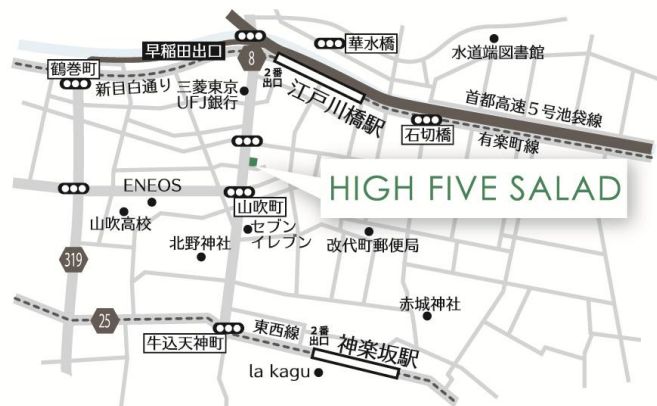 早稲田出口
8
華水橋
水道端図書館
鶴巻町
新目白通り
三菱東京
UFJ銀行
2番
出口
江戸川橋駅
石切橋
首都高速5号池袋線
有楽町線
HIGH FIVE SALAD
ENEOS
山吹高校
山吹町
セブン
イレブン
北野神社
改代町郵便局
319
25
赤城神社
牛込天神町
東西線
2番
出口
神楽坂駅
la kagu